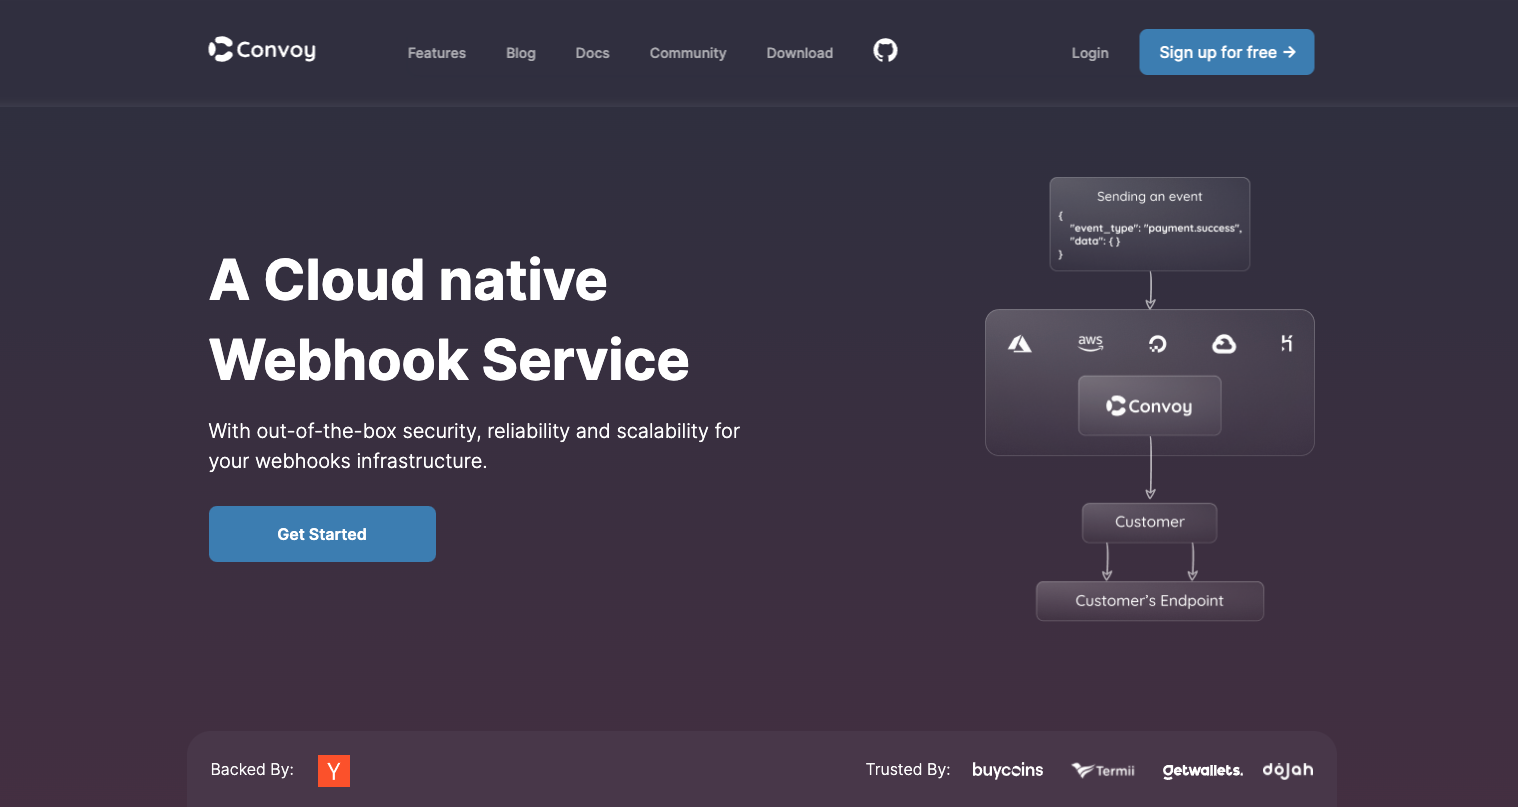 Convoy
Features
Blog
Docs
Community
Download
Login
Sign up for free →
Sending an event
{
"event_type": "payment.success",
"data": { }
}
A Cloud native
Webhook Service
With out-of-the-box security, reliability and scalability for
your webhooks infrastructure.
Get Started
aws
Convoy
Customer
Customer's Endpoint
Backed By:
Y
Trusted By:
buycoins
Termii
getwallets.
dojah